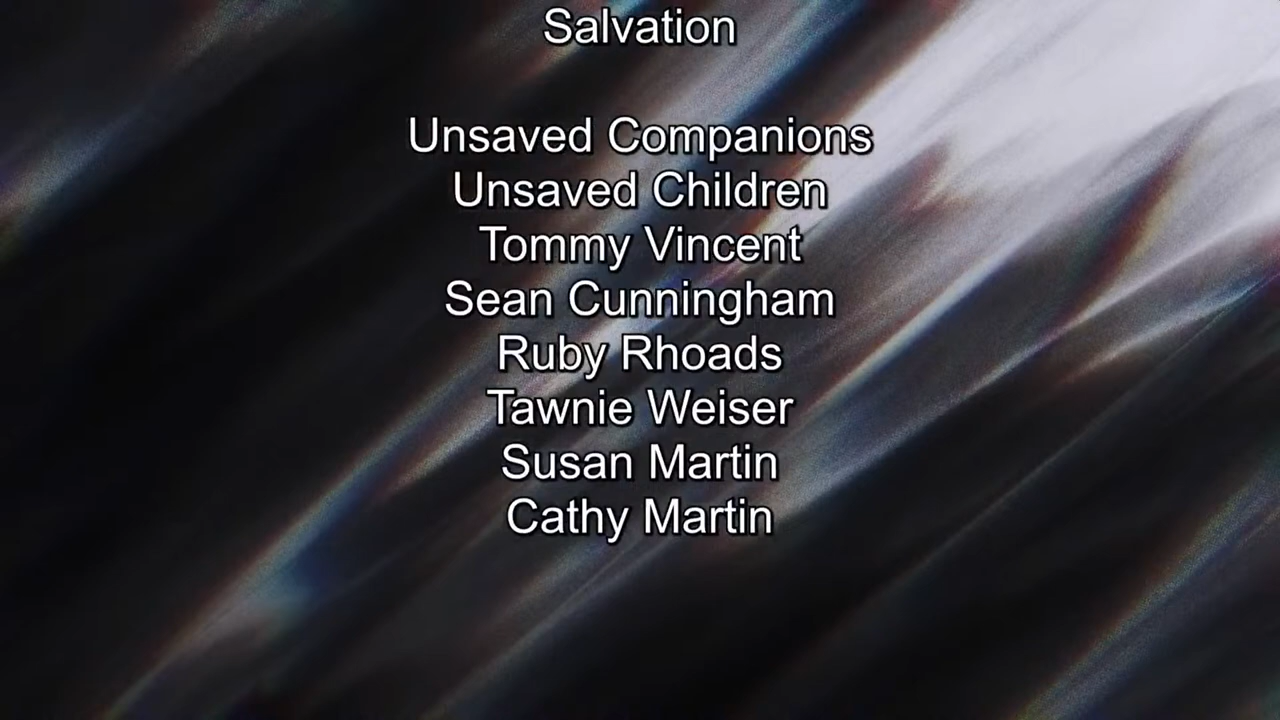 Salvation
Unsaved Companions
Unsaved Children
Tommy Vincent
Sean Cunningham
Ruby Rhoads
Tawnie Weiser
Susan Martin
Cathy Martin